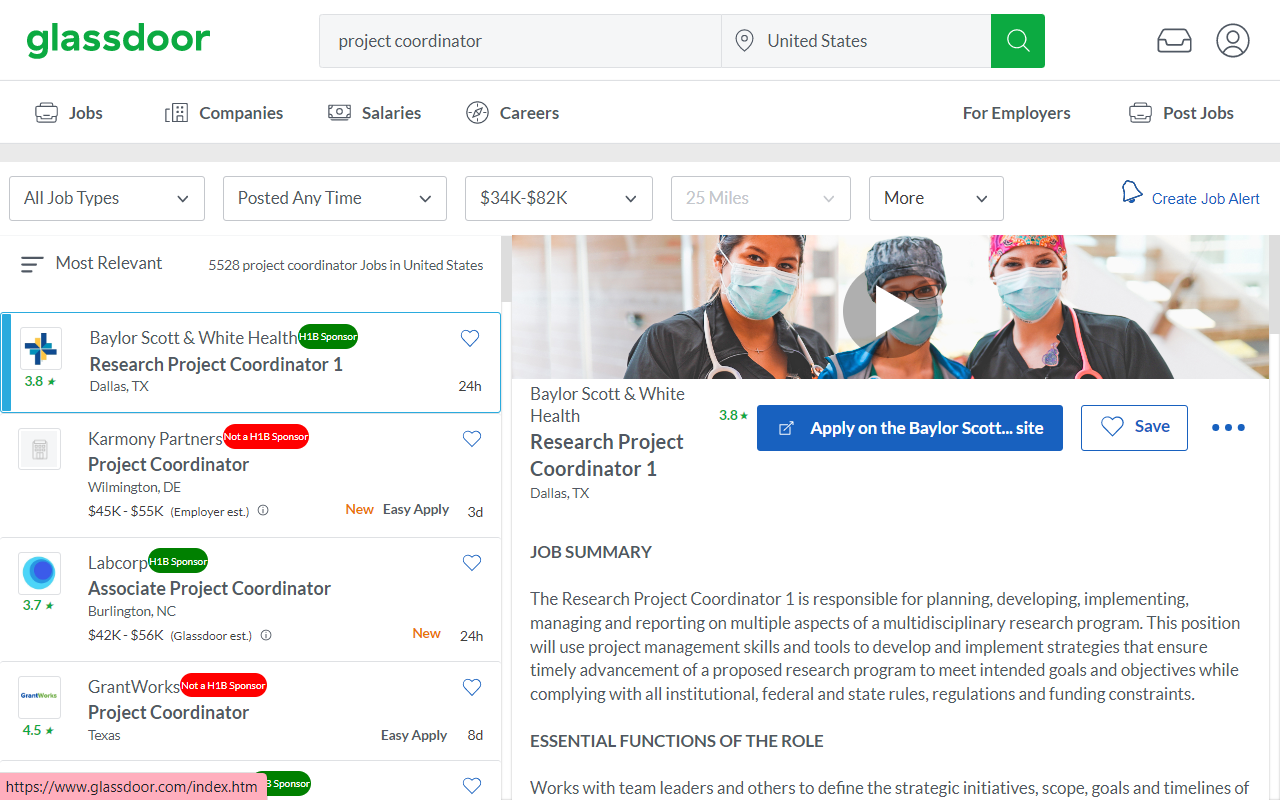 glassdoor
project coordinator
United States
Jobs
Companies
Salaries
Careers
For Employers
Post Jobs
All Job Types
Posted Any Time
$34K-$82K
25 Miles
More
Create Job Alert
Most Relevant
5528 project coordinator Jobs in United States
Baylor Scott & White Health H1B Sponsor
Research Project Coordinator 1
3.8 ★
Dallas, TX
24h
Karmony Partners Not a H1B Sponsor
Project Coordinator
Wilmington, DE
$45K - $55K (Employer est.)
New Easy Apply 3d
Labcorp H1B Sponsor
Associate Project Coordinator
3.7 ★
Burlington, NC
$42K - $56K (Glassdoor est.)
New 24h
GrantWorks Not a H1B Sponsor
GrantWorks
Project Coordinator
4.5 ★
Texas
Easy Apply 8d
B Sponsor
https://www.glassdoor.com/index.htm
Baylor Scott & White
Health
3.8 ★
Research Project
Coordinator 1
Dallas, TX
Apply on the Baylor Scott... site
Save
JOB SUMMARY
The Research Project Coordinator 1 is responsible for planning, developing, implementing,
managing and reporting on multiple aspects of a multidisciplinary research program. This position
will use project management skills and tools to develop and implement strategies that ensure
timely advancement of a proposed research program to meet intended goals and objectives while
complying with all institutional, federal and state rules, regulations and funding constraints.
ESSENTIAL FUNCTIONS OF THE ROLE
Works with team leaders and others to define the strategic initiatives, scope, goals and timelines of